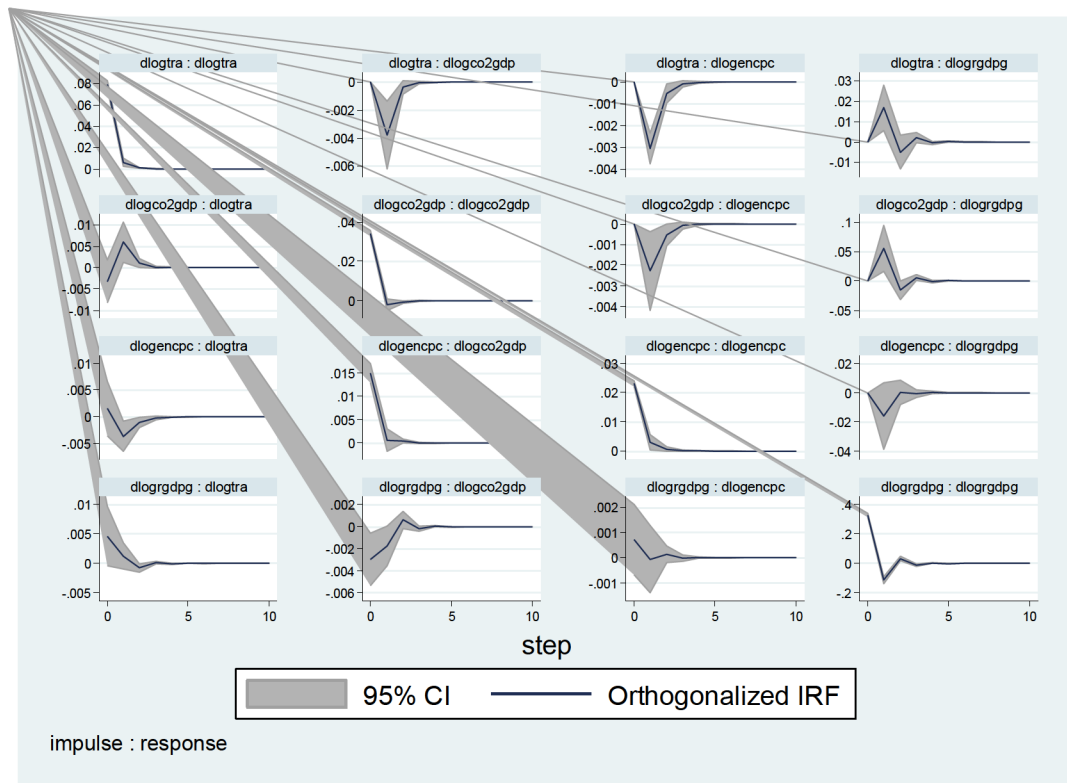 dlogtra : dlogtra
dlogtra : dlogco2gdp
dlogtra : dlogencpc
dlogtra : dlogrgdpg
.08
.06
.04
.02
0
0
-.002
-.004
-.006
0
-.001
-.002
-.003
-.004
.03
.02
.01
0
-.01
dlogco2gdp : dlogtra
dlogco2gdp : dlogco2gdp
dlogco2gdp : dlogencpc
dlogco2gdp : dlogrgdpg
.01
.005
0
-.005
-.01
.04
.02
0
0
-.001
-.002
-.003
-.004
.1
.05
0
-.05
dlogencpc : dlogtra
dlogencpc : dlogco2gdp
dlogencpc : dlogencpc
dlogencpc : dlogrgdpg
.01
.005
0
-.005
.015
.01
.005
0
.03
.02
.01
0
.02
0
-.02
-.04
dlogrgdpg : dlogtra
dlogrgdpg : dlogco2gdp
dlogrgdpg : dlogencpc
dlogrgdpg : dlogrgdpg
.01
.005
0
-.005
.002
0
-.002
-.004
-.006
.002
.001
0
-.001
.4
.2
0
-.2
0 5 10
0 5 10
0 5 10
0 5 10
step
95% CI
Orthogonalized IRF
impulse : response